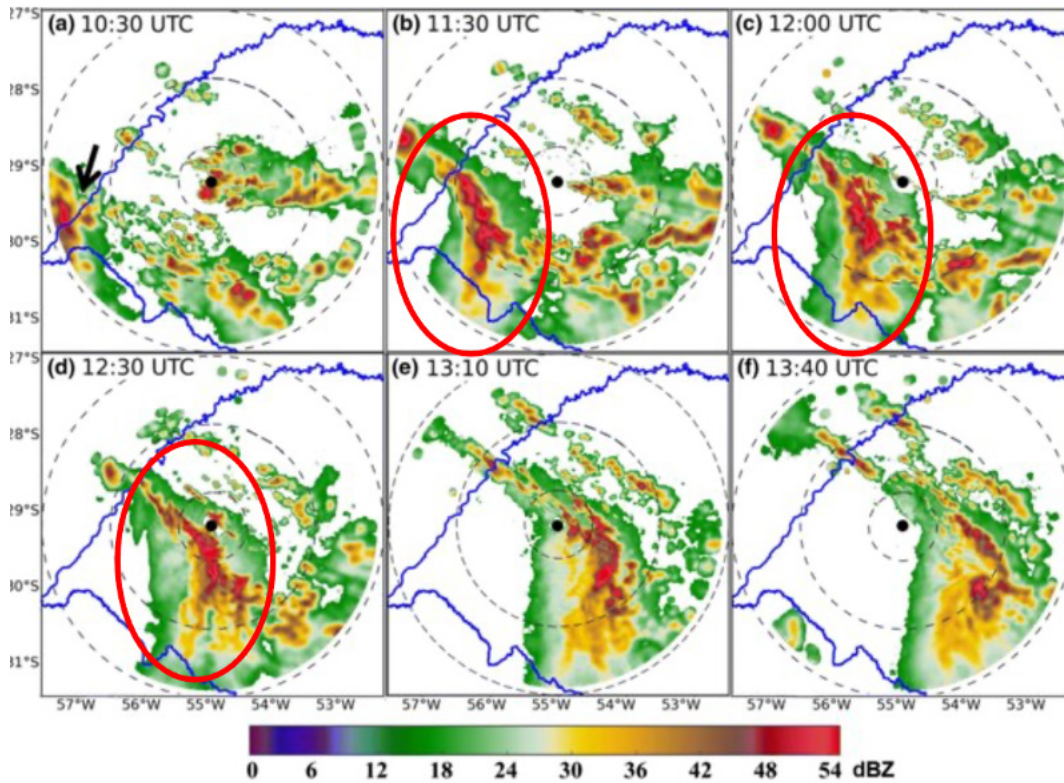 (a) 10:30 UTC
(b) 11:30 UTC
(c) 12:00 UTC
27°S
28°S
29°S
30°S
31°S
(d) 12:30 UTC
(e) 13:10 UTC
(f) 13:40 UTC
27°S
28°S
29°S
30°S
31°S
57°W 56°W 55°W 54°W 53°W 57°W 56°W 55°W 54°W 53°W 57°W 56°W 55°W 54°W 53°W
0 6 12 18 24 30 36 42 48 54 dBZ